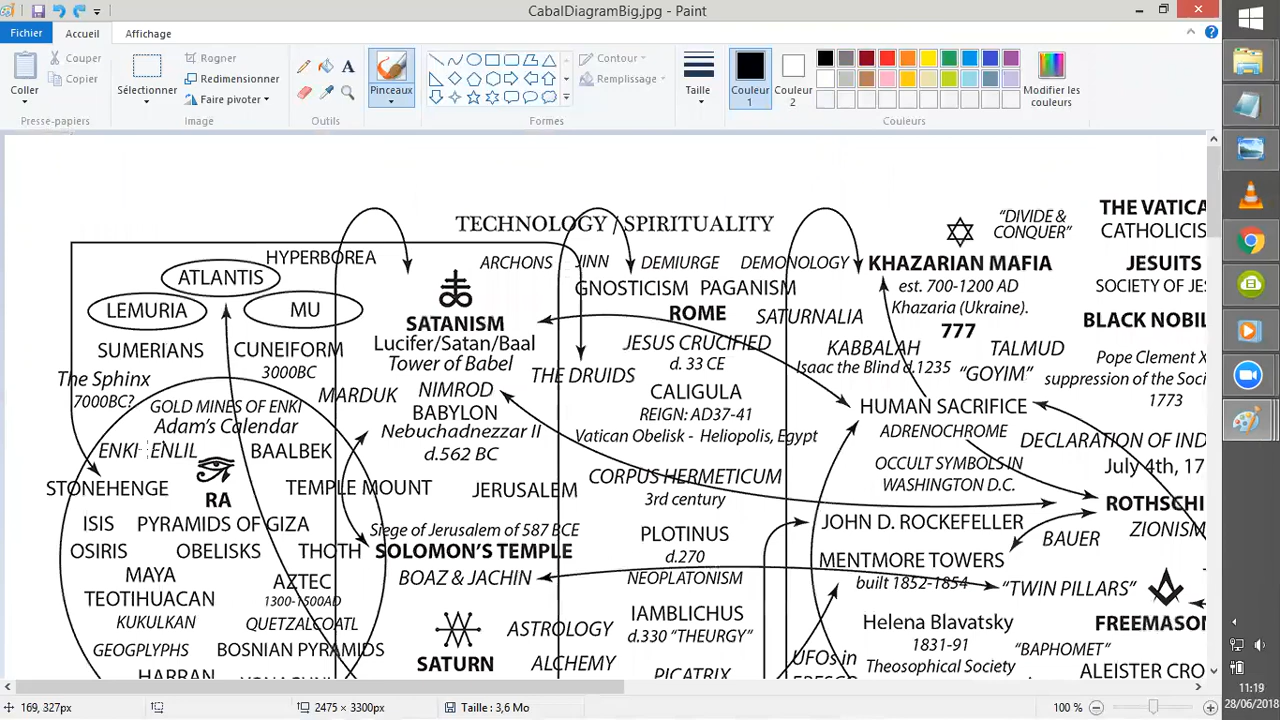 CabalDiagramBig.jpg - Paint
Fichier
Accueil
Affichage
Coller
Couper
Copier
Presse-papiers
Sélectionner
Rogner
Redimensionner
Faire pivoter
Image
Pinceaux
Outils
Contour
Remplissage
Formes
Taille
Couleur 1
Couleur 2
Modifier les couleurs
Couleurs
TECHNOLOGY / SPIRITUALITY
HYPERBOREA
ATLANTIS
LEMURIA
MU
SUMERIANS
CUNEIFORM
3000BC
The Sphinx
7000BC?
GOLD MINES OF ENKI
Adam's Calendar
ENKI ENLIL
BAALBEK
STONEHENGE
RA
ISIS
PYRAMIDS OF GIZA
OSIRIS
OBELISKS
THOTH
MAYA
TEOTIHUACAN
KUKULKAN
AZTEC
1300-1500AD
QUETZALCOATL
GEOGLYPHS
BOSNIAN PYRAMIDS
HARRAN
SATANISM
Lucifer/Satan/Baal
Tower of Babel
MARDUK
NIMROD
BABYLON
Nebuchadnezzar II
d.562 BC
TEMPLE MOUNT
JERUSALEM
Siege of Jerusalem of 587 BCE
SOLOMON'S TEMPLE
BOAZ & JACHIN
SATURN
ASTROLOGY
ALCHEMY
ARCHONS
JINN
DEMIURGE
DEMONOLOGY
GNOSTICISM
PAGANISM
ROME
SATURNALIA
JESUS CRUCIFIED
d. 33 CE
THE DRUIDS
CALIGULA
REIGN: AD37-41
Vatican Obelisk - Heliopolis, Egypt
CORPUS HERMETICUM
3rd century
PLOTINUS
d.270
NEOPLATONISM
IAMBLICHUS
d.330 "THEURGY"
PICATRIX
"DIVIDE &
CONQUER"
KHAZARIAN MAFIA
est. 700-1200 AD
Khazaria (Ukraine).
777
KABBALAH
Isaac the Blind d.1235
TALMUD
"GOYIM"
HUMAN SACRIFICE
ADRENOCHROME
OCCULT SYMBOLS IN
WASHINGTON D.C.
JOHN D. ROCKEFELLER
MENTMORE TOWERS
built 1852-1854
"TWIN PILLARS"
Helena Blavatsky
1831-91
Theosophical Society
UFOs in
THE VATICA
CATHOLICIS
JESUITS
SOCIETY OF JES
BLACK NOBIL
Pope Clement X
suppression of the Soci
1773
DECLARATION OF IND
July 4th, 17
ROTHSCHI
ZIONISM
BAUER
FREEMASON
"BAPHOMET"
ALEISTER CRO
169, 327px
2475 × 3300px
Taille : 3,6 Mo
100 %
11:19
28/06/2018